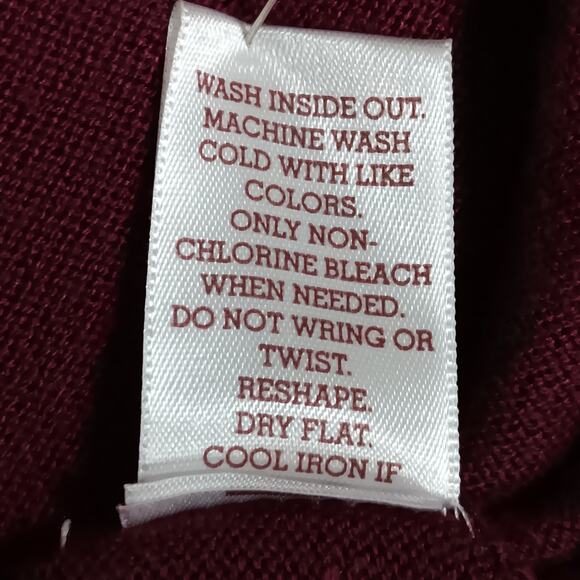 WASH INSIDE OUT.
MACHINE WASH
COLD WITH LIKE
COLORS.
ONLY NON-
CHLORINE BLEACH
WHEN NEEDED.
DO NOT WRING OR
TWIST.
RESHAPE.
DRY FLAT.
COOL IRON IF